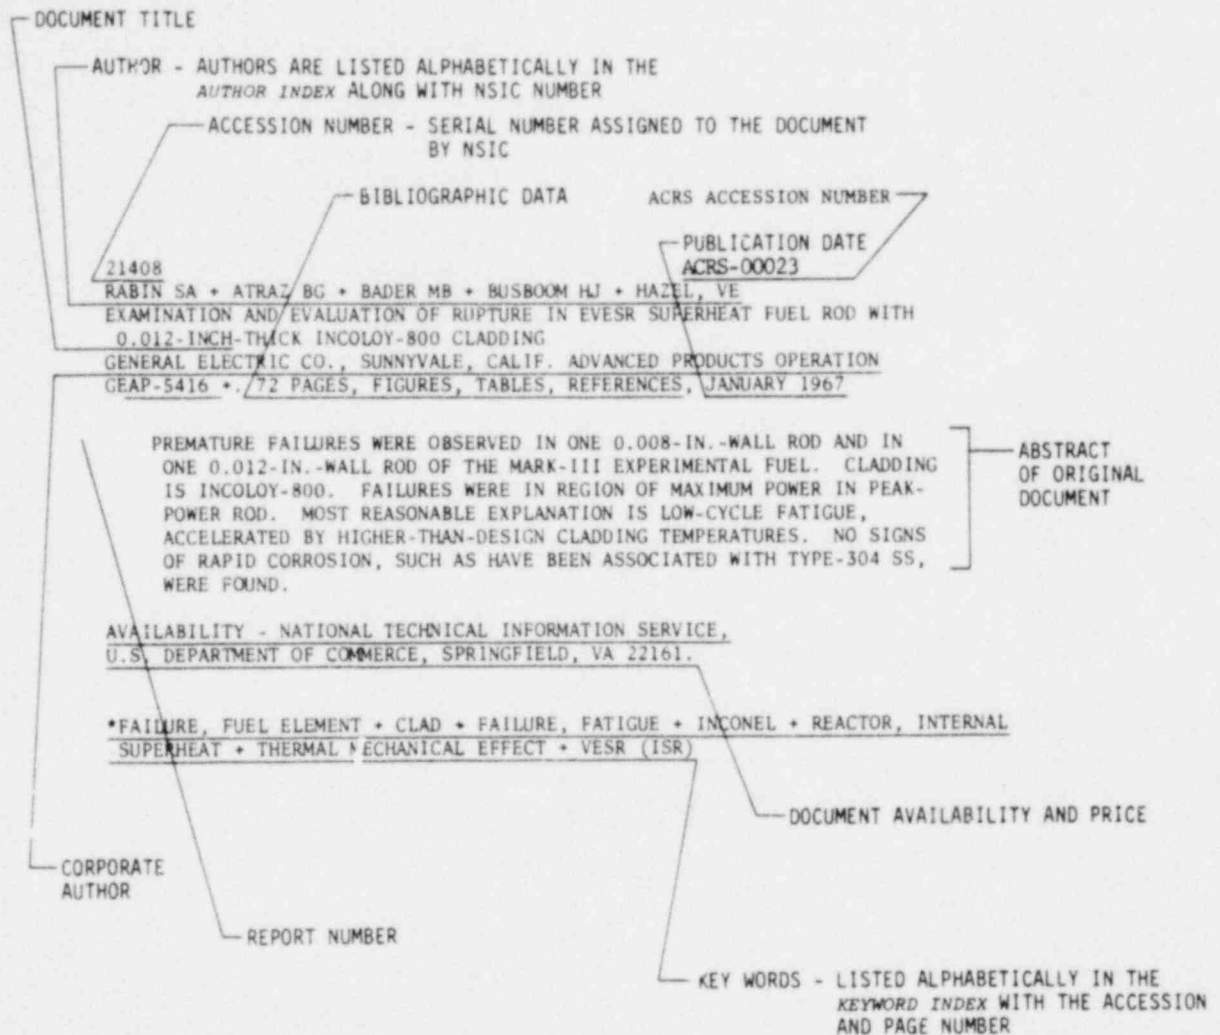 DOCUMENT TITLE
AUTHOR - AUTHORS ARE LISTED ALPHABETICALLY IN THE
AUTHOR INDEX ALONG WITH NSIC NUMBER
ACCESSION NUMBER - SERIAL NUMBER ASSIGNED TO THE DOCUMENT
BY NSIC
BIBLIOGRAPHIC DATA
ACRS ACCESSION NUMBER
PUBLICATION DATE
21408
ACRS-00023
RABIN SA + ATRAZ BG + BADER MB + BUSBOOM HJ + HAZEL, VE
EXAMINATION AND EVALUATION OF RUPTURE IN EVESR SUPERHEAT FUEL ROD WITH
0.012-INCH-THICK INCOLOY-800 CLADDING
GENERAL ELECTRIC CO., SUNNYVALE, CALIF. ADVANCED PRODUCTS OPERATION
GEAP-5416 +. 72 PAGES, FIGURES, TABLES, REFERENCES, JANUARY 1967
PREMATURE FAILURES WERE OBSERVED IN ONE 0.008-IN.-WALL ROD AND IN
ONE 0.012-IN.-WALL ROD OF THE MARK-III EXPERIMENTAL FUEL. CLADDING
IS INCOLOY-800. FAILURES WERE IN REGION OF MAXIMUM POWER IN PEAK-
POWER ROD. MOST REASONABLE EXPLANATION IS LOW-CYCLE FATIGUE,
ACCELERATED BY HIGHER-THAN-DESIGN CLADDING TEMPERATURES. NO SIGNS
OF RAPID CORROSION, SUCH AS HAVE BEEN ASSOCIATED WITH TYPE-304 SS,
WERE FOUND.
ABSTRACT
OF ORIGINAL
DOCUMENT
AVAILABILITY - NATIONAL TECHNICAL INFORMATION SERVICE,
U.S. DEPARTMENT OF COMMERCE, SPRINGFIELD, VA 22161.
*FAILURE, FUEL ELEMENT + CLAD + FAILURE, FATIGUE + INCONEL + REACTOR, INTERNAL
SUPERHEAT + THERMAL MECHANICAL EFFECT + VESR (ISR)
DOCUMENT AVAILABILITY AND PRICE
CORPORATE
AUTHOR
REPORT NUMBER
KEY WORDS - LISTED ALPHABETICALLY IN THE
KEYWORD INDEX WITH THE ACCESSION
AND PAGE NUMBER